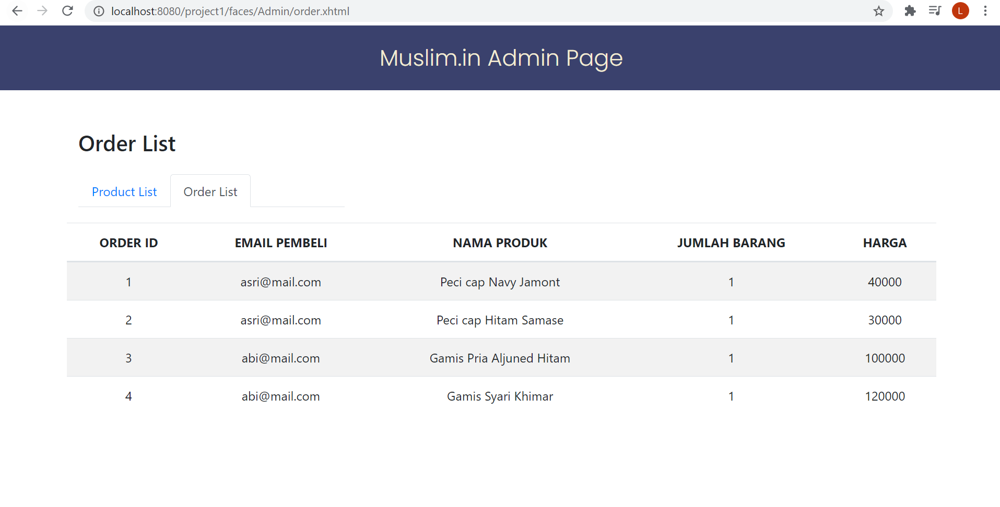 localhost:8080/project1/faces/Admin/order.xhtml
L
Muslim.in Admin Page
Order List
Product List Order List
ORDER ID EMAIL PEMBELI NAMA PRODUK JUMLAH BARANG HARGA
1 asri@mail.com Peci cap Navy Jamont 1 40000
2 asri@mail.com Peci cap Hitam Samase 1 30000
3 abi@mail.com Gamis Pria Aljuned Hitam 1 100000
4 abi@mail.com Gamis Syari Khimar 1 120000